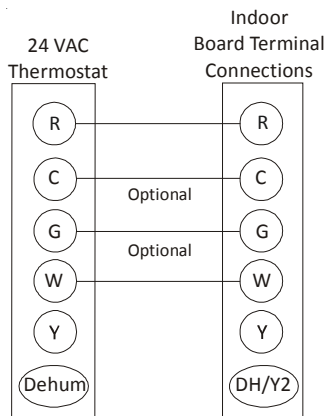 Indoor
24 VAC
Board Terminal
Thermostat
Connections
R
R
C
C
Optional
G
G
Optional
W
W
Y
Y
Dehum
DH/Y2